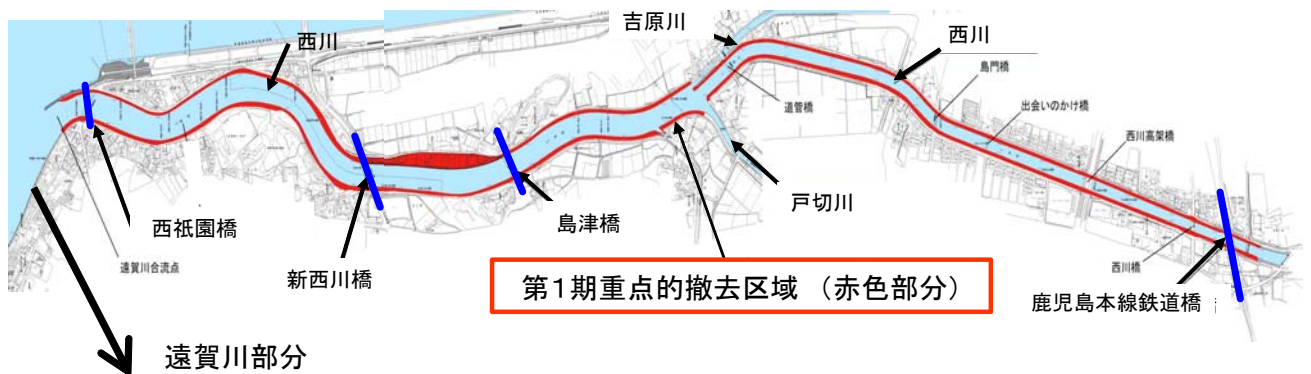 吉原川
西川
西川
島門橋
道管橋
出会いのかけ橋
西川高架橋
戸切川
西祇園橋
島津橋
遠賀川合流点
新西川橋
第1期重点的撤去区域 (赤色部分)
西川橋
鹿児島本線鉄道橋
遠賀川部分